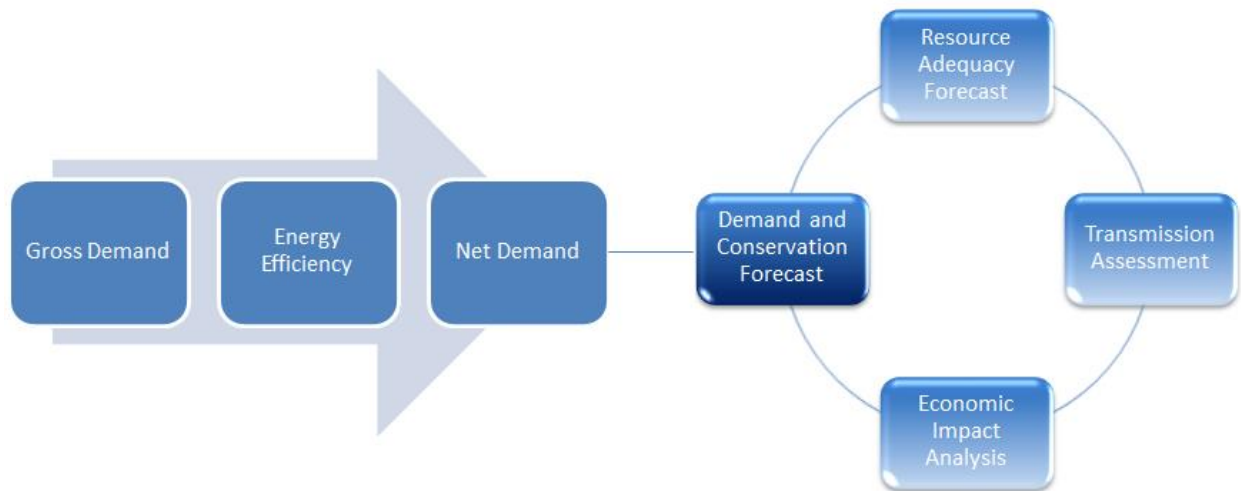 Gross Demand
Energy
Efficiency
Net Demand
Demand and
Conservation
Forecast
Resource
Adequacy
Forecast
Transmission
Assessment
Economic
Impact
Analysis